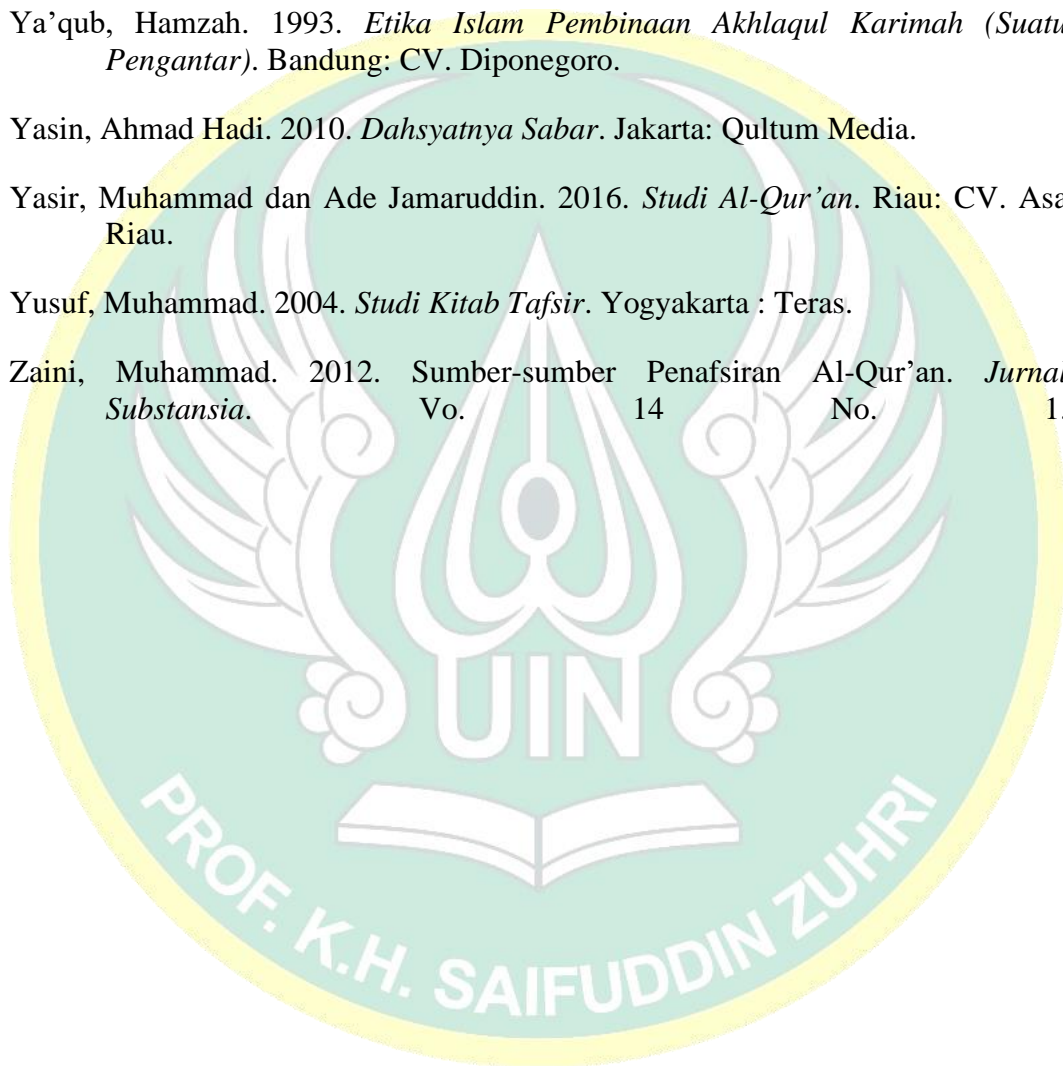 Ya’qub, Hamzah. 1993. Etika Islam Pembinaan Akhlaqul Karimah (Suatu
Pengantar). Bandung: CV. Diponegoro.
Yasin, Ahmad Hadi. 2010. Dahsyatnya Sabar. Jakarta: Qultum Media.
Yasir, Muhammad dan Ade Jamaruddin. 2016. Studi Al-Qur’an. Riau: CV. Asa
Riau.
Yusuf, Muhammad. 2004. Studi Kitab Tafsir. Yogyakarta : Teras.
Zaini, Muhammad. 2012. Sumber-sumber Penafsiran Al-Qur’an. Jurnal
Substansia. Vo. 14 No. 1.
UIN
PROF. K.H. SAIFUDDIN ZUHRI